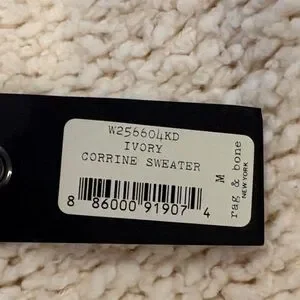 W256604KD
IVORY
CORRINE SWEATER
M
rag & bone
NEW YORK
8 86000 91907 4